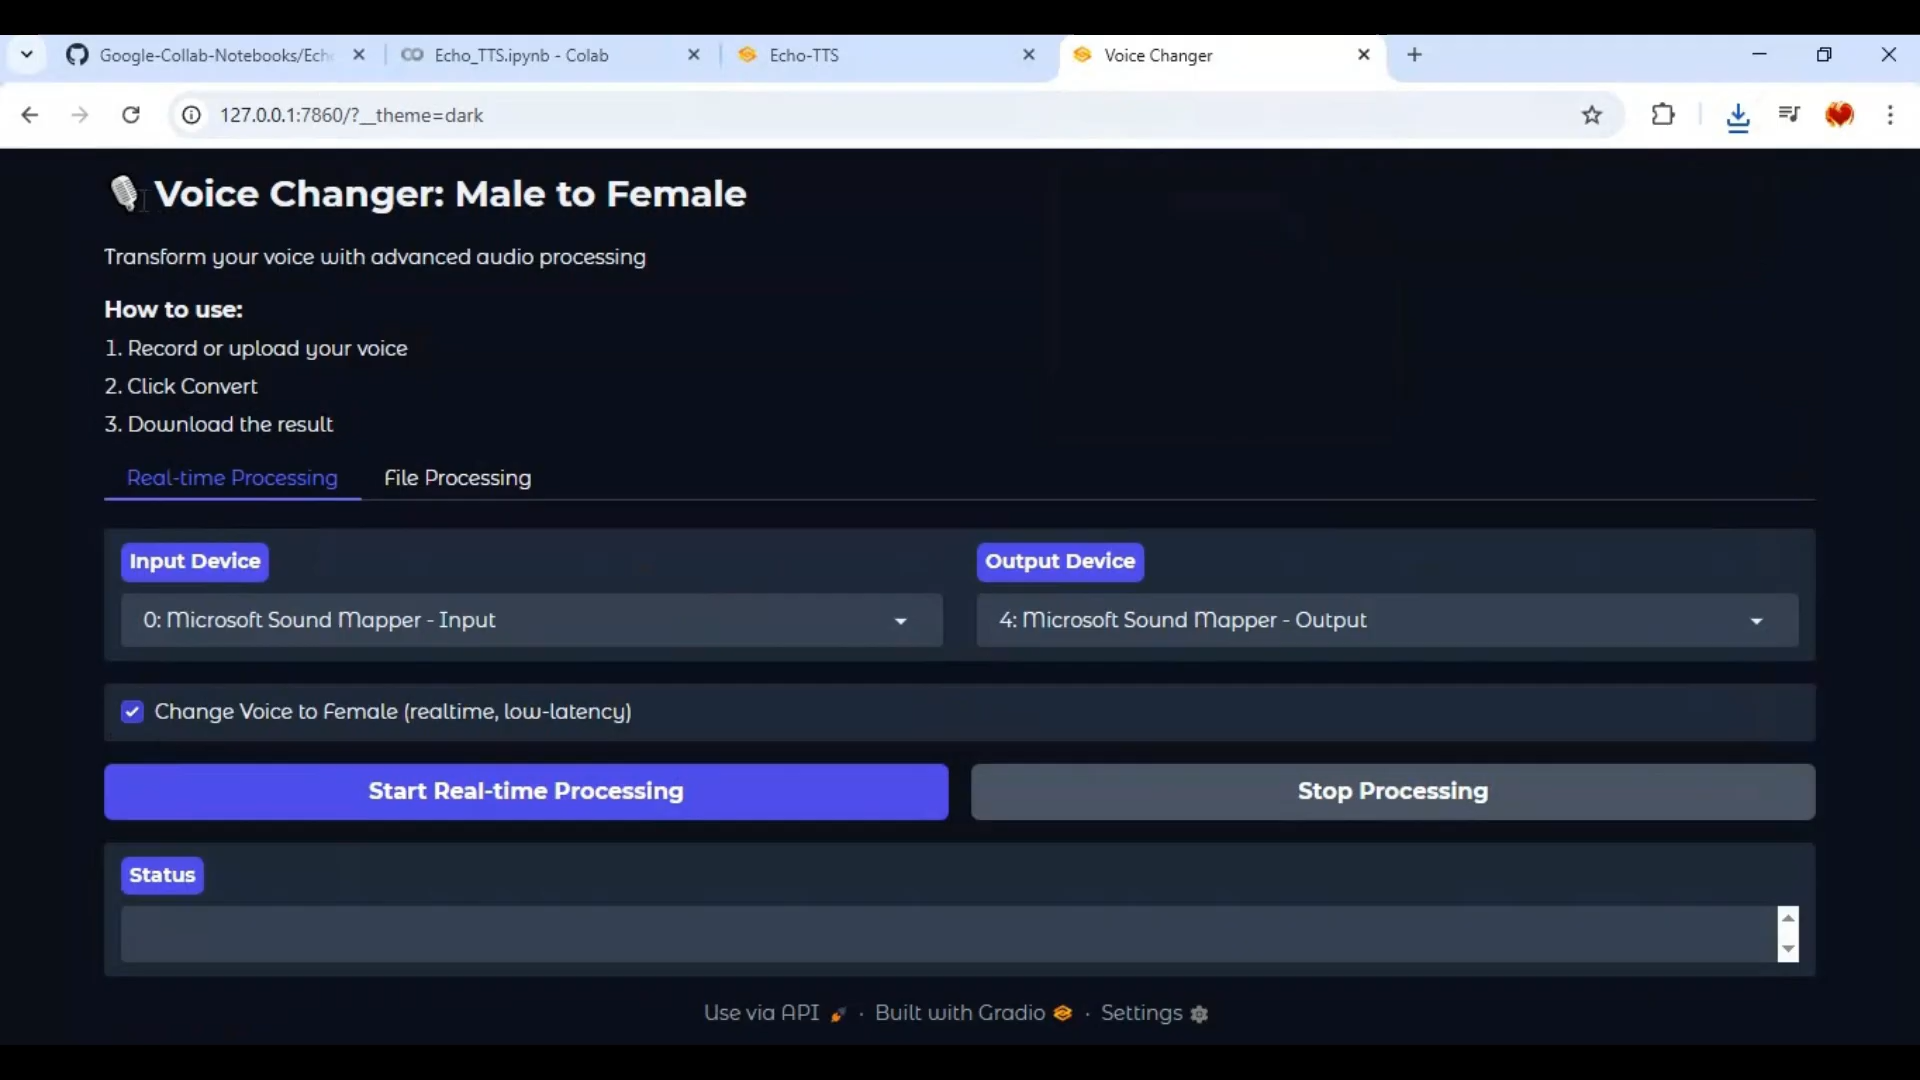 Google-Collab-Notebooks/Ech
Echo_TTS.ipynb - Colab
Echo-TTS
Voice Changer
127.0.0.1:7860/?__theme=dark
Voice Changer: Male to Female
Transform your voice with advanced audio processing
How to use:
1. Record or upload your voice
2. Click Convert
3. Download the result
Real-time Processing File Processing
Input Device Output Device
0: Microsoft Sound Mapper - Input 4: Microsoft Sound Mapper - Output
Change Voice to Female (realtime, low-latency)
Start Real-time Processing Stop Processing
Status
Use via API · Built with Gradio · Settings